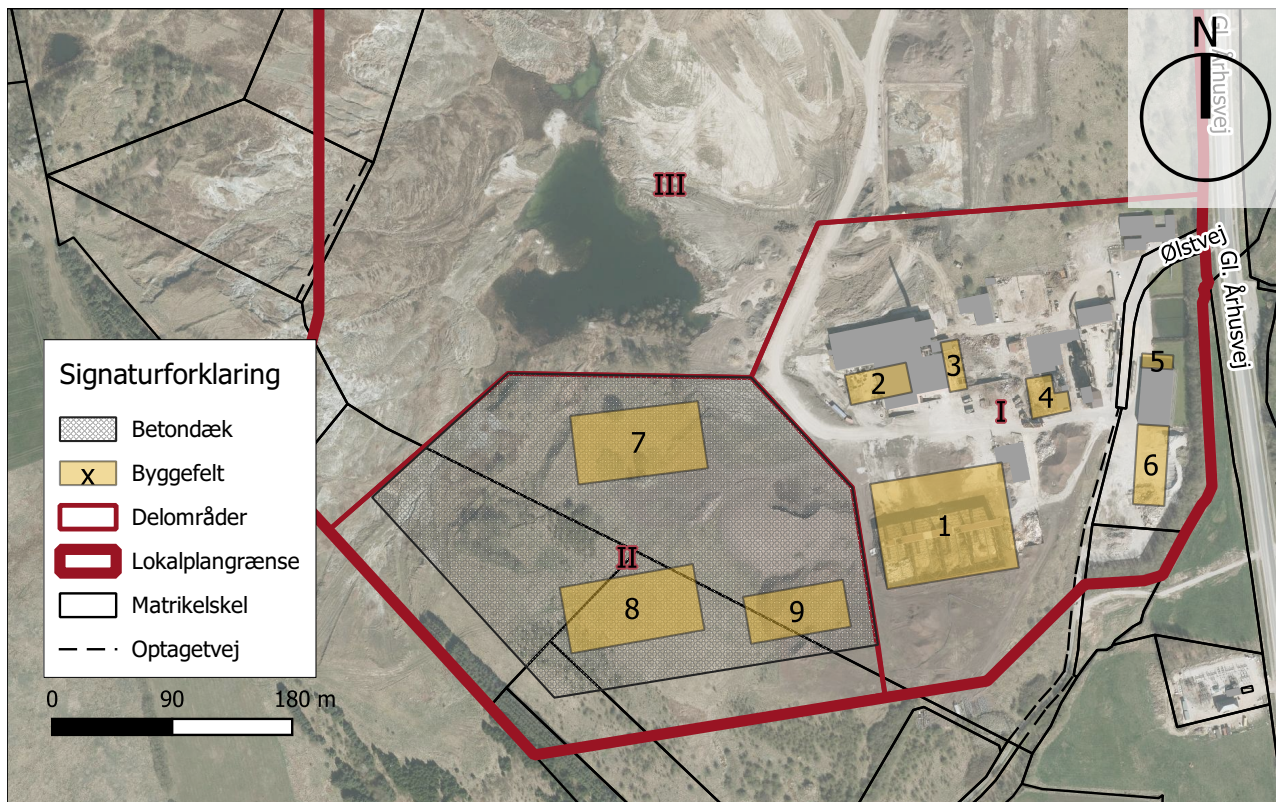 N
Gl. Århusvej
III
Ølstvej
Gl. Århusvej
Signaturforklaring
Betondæk
x Byggefelt
Delområder
Lokalplangrænse
Matrikelskel
Optagetvej
0 90 180 m
2
3
4
5
I
6
7
1
II
8
9